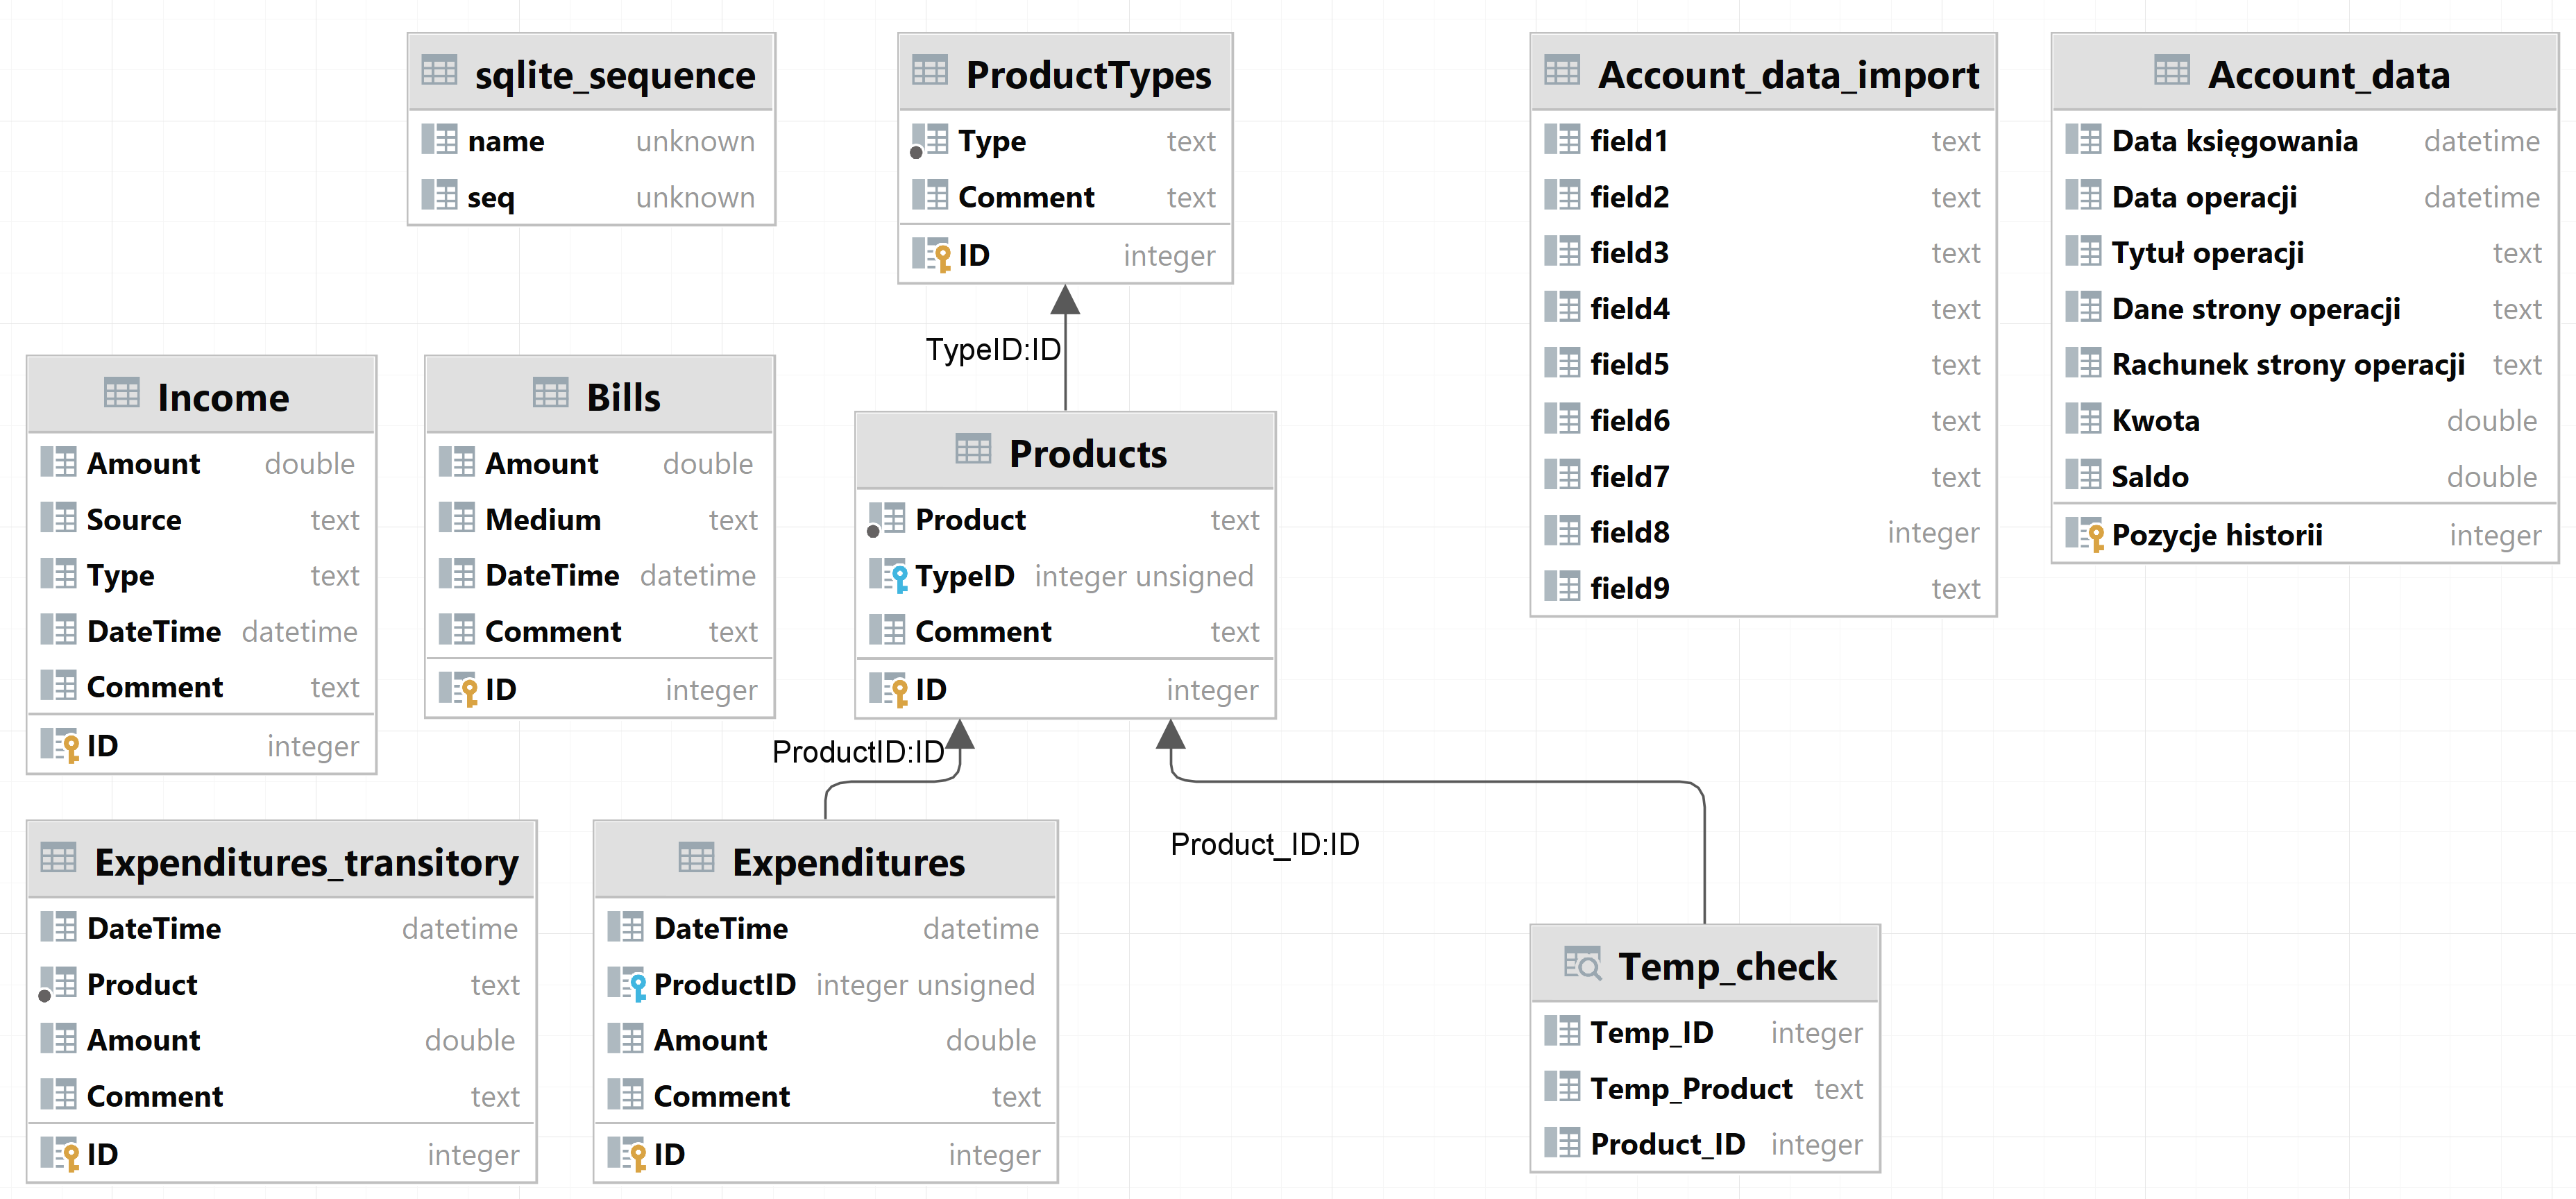 sqlite_sequence
name unknown
seq unknown
ProductTypes
Type text
Comment text
ID integer
Account_data_import
field1 text
field2 text
field3 text
field4 text
field5 text
field6 text
field7 text
field8 integer
field9 text
Account_data
Data księgowania datetime
Data operacji datetime
Tytuł operacji text
Dane strony operacji text
Rachunek strony operacji text
Kwota double
Saldo double
Pozycje historii integer
TypeID:ID
Income
Amount double
Source text
Type text
DateTime datetime
Comment text
ID integer
Bills
Amount double
Medium text
DateTime datetime
Comment text
ID integer
Products
Product text
TypeID integer unsigned
Comment text
ID integer
ProductID:ID
Product_ID:ID
Expenditures_transitory
DateTime datetime
Product text
Amount double
Comment text
ID integer
Expenditures
DateTime datetime
ProductID integer unsigned
Amount double
Comment text
ID integer
Temp_check
Temp_ID integer
Temp_Product text
Product_ID integer